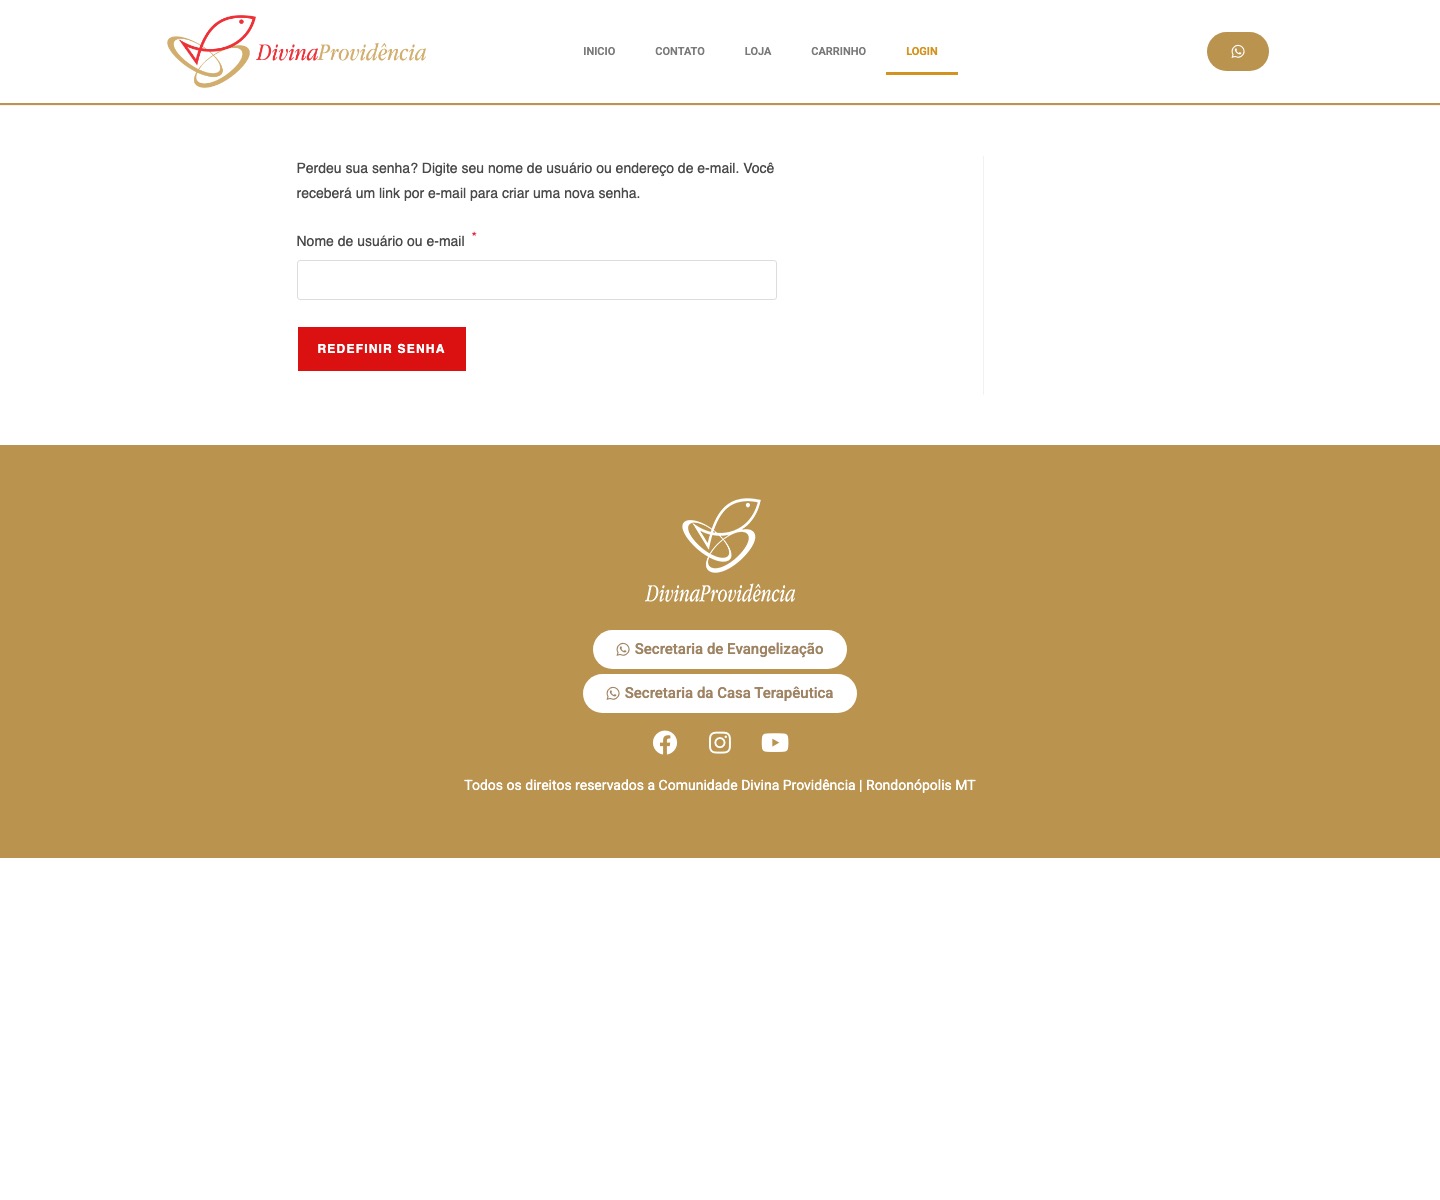 DivinaProvidência
INICIO
CONTATO
LOJA
CARRINHO
LOGIN
Perdeu sua senha? Digite seu nome de usuário ou endereço de e-mail. Você
receberá um link por e-mail para criar uma nova senha.
Nome de usuário ou e-mail *
REDEFINIR SENHA
DivinaProvidência
Secretaria de Evangelização
Secretaria da Casa Terapêutica
Todos os direitos reservados a Comunidade Divina Providência | Rondonópolis MT